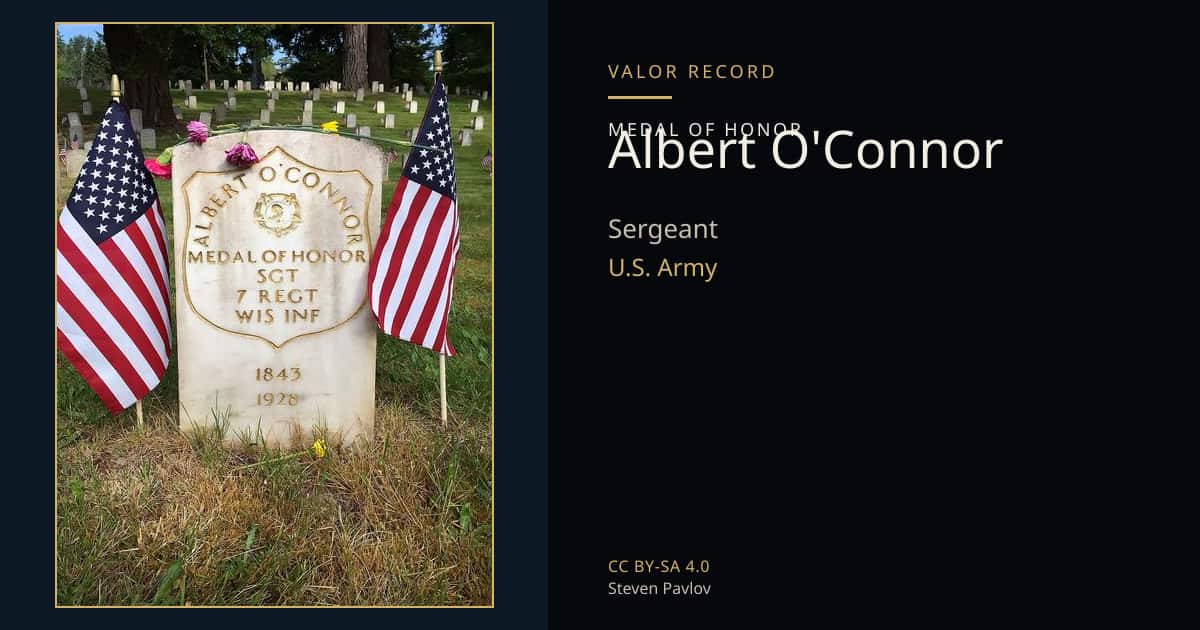 ALBERT O'CONNOR
MEDAL OF HONOR
SGT
7 REGT
WIS INF
1843
1928
VALOR RECORD
MEDAL OF HONOR
Albert O'Connor
Sergeant
U.S. Army
CC BY-SA 4.0
Steven Pavlov